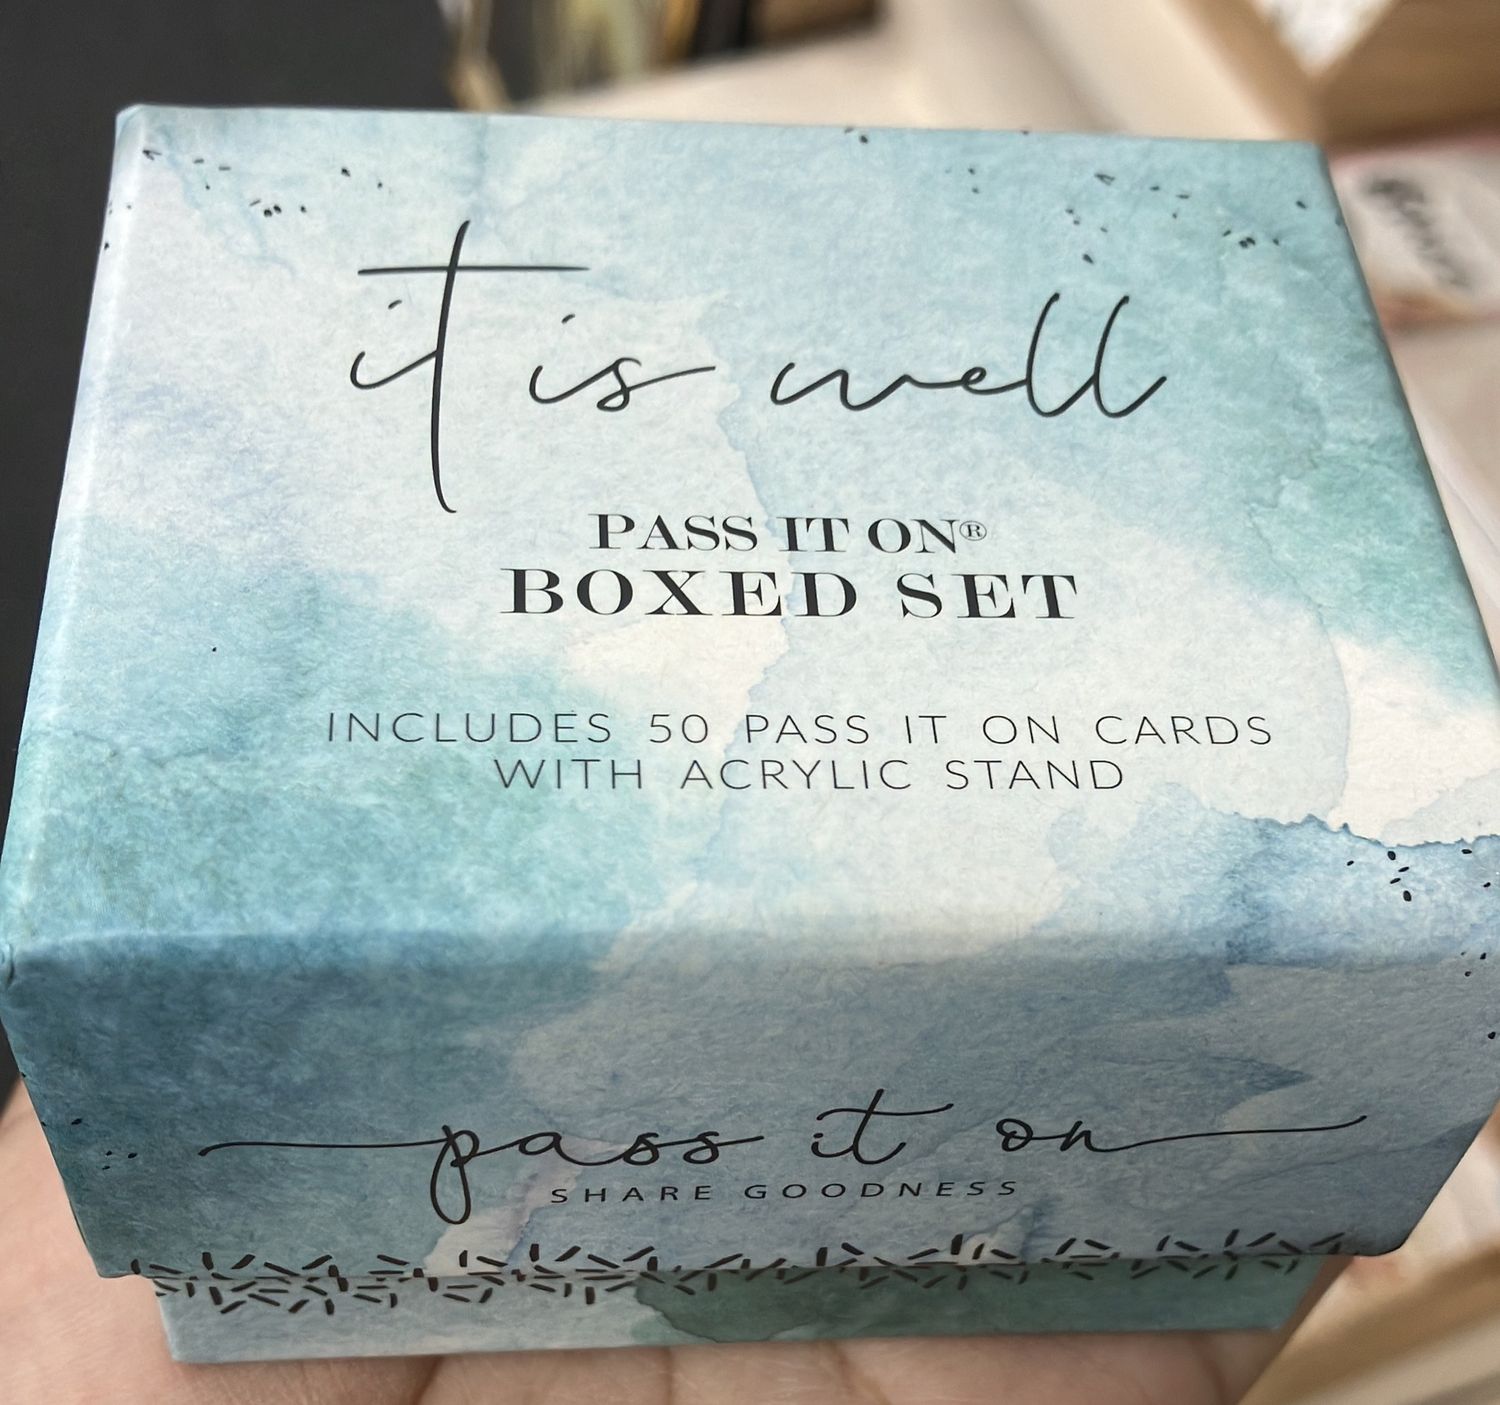 it is well
PASS IT ON®
BOXED SET
INCLUDES 50 PASS IT ON CARDS
WITH ACRYLIC STAND
pass it on
SHARE GOODNESS